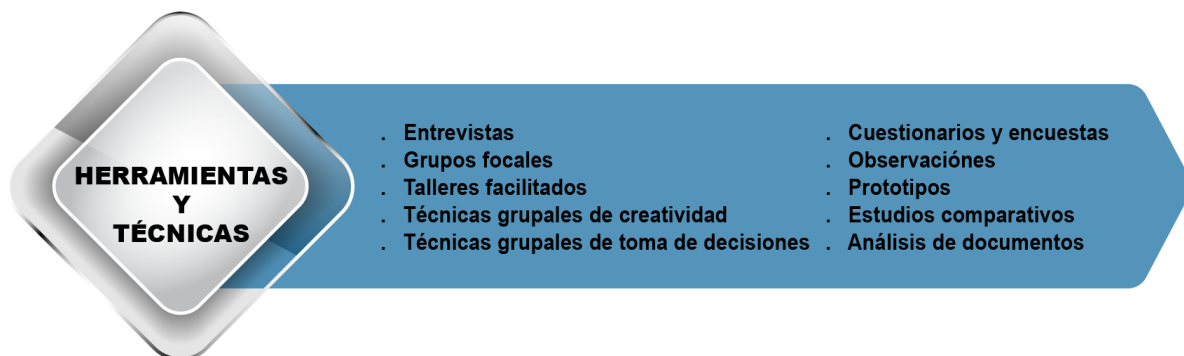 HERRAMIENTAS
Y
TÉCNICAS
. Entrevistas
. Grupos focales
. Talleres facilitados
. Técnicas grupales de creatividad
. Técnicas grupales de toma de decisiones
. Cuestionarios y encuestas
. Observaciónes
. Prototipos
. Estudios comparativos
. Análisis de documentos